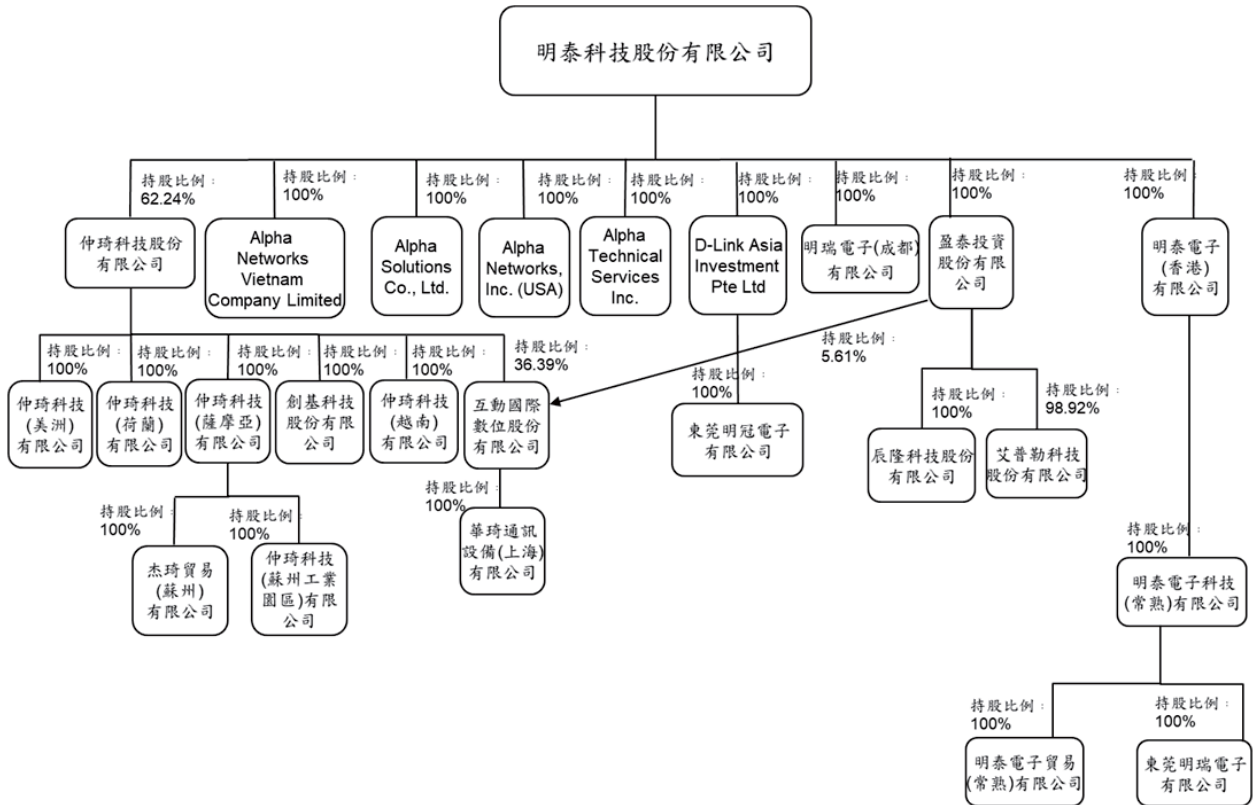 明泰科技股份有限公司
持股比例：
62.24%
持股比例：
100%
持股比例：
100%
持股比例：
100%
持股比例：
100%
持股比例：
100%
持股比例：
100%
持股比例：
100%
持股比例：
100%
仲琦科技股份
有限公司
Alpha
Networks
Vietnam
Company Limited
Alpha
Solutions
Co., Ltd.
Alpha
Networks,
Inc. (USA)
Alpha
Technical
Services
Inc.
D-Link Asia
Investment
Pte Ltd
明瑞電子(成都)
有限公司
盈泰投資
股份有限
公司
明泰電子
(香港)
有限公司
持股比例：
100%
持股比例：
100%
持股比例：
100%
持股比例：
100%
持股比例：
100%
持股比例：
36.39%
持股比例：
5.61%
仲琦科技
(美洲)
有限公司
仲琦科技
(荷蘭)
有限公司
仲琦科技
(薩摩亞)
有限公司
創基科技
股份有限
公司
仲琦科技
(越南)
有限公司
互動國際
數位股份
有限公司
持股比例：
100%
東莞明冠電子
有限公司
持股比例：
100%
持股比例：
98.92%
辰隆科技股份
有限公司
艾普勒科技
股份有限公司
持股比例：
100%
持股比例：
100%
持股比例：
100%
杰琦貿易
(蘇州)
有限公司
仲琦科技
(蘇州工業
園區)有限
公司
華琦通訊
設備(上海)
有限公司
持股比例：
100%
明泰電子科技
(常熟)有限公司
持股比例：
100%
持股比例：
100%
明泰電子貿易
(常熟)有限公司
東莞明瑞電子
有限公司